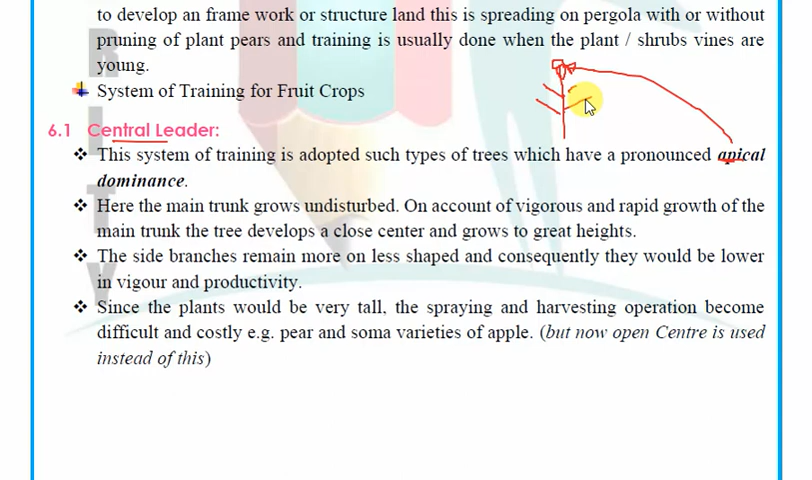 to develop an frame work or structure land this is spreading on pergola with or without
pruning of plant pears and training is usually done when the plant / shrubs vines are
young.
System of Training for Fruit Crops
6.1 Central Leader:
❖ This system of training is adopted such types of trees which have a pronounced apical
dominance.
❖ Here the main trunk grows undisturbed. On account of vigorous and rapid growth of the
main trunk the tree develops a close center and grows to great heights.
❖ The side branches remain more on less shaped and consequently they would be lower
in vigour and productivity.
❖ Since the plants would be very tall, the spraying and harvesting operation become
difficult and costly e.g. pear and soma varieties of apple. (but now open Centre is used
instead of this)